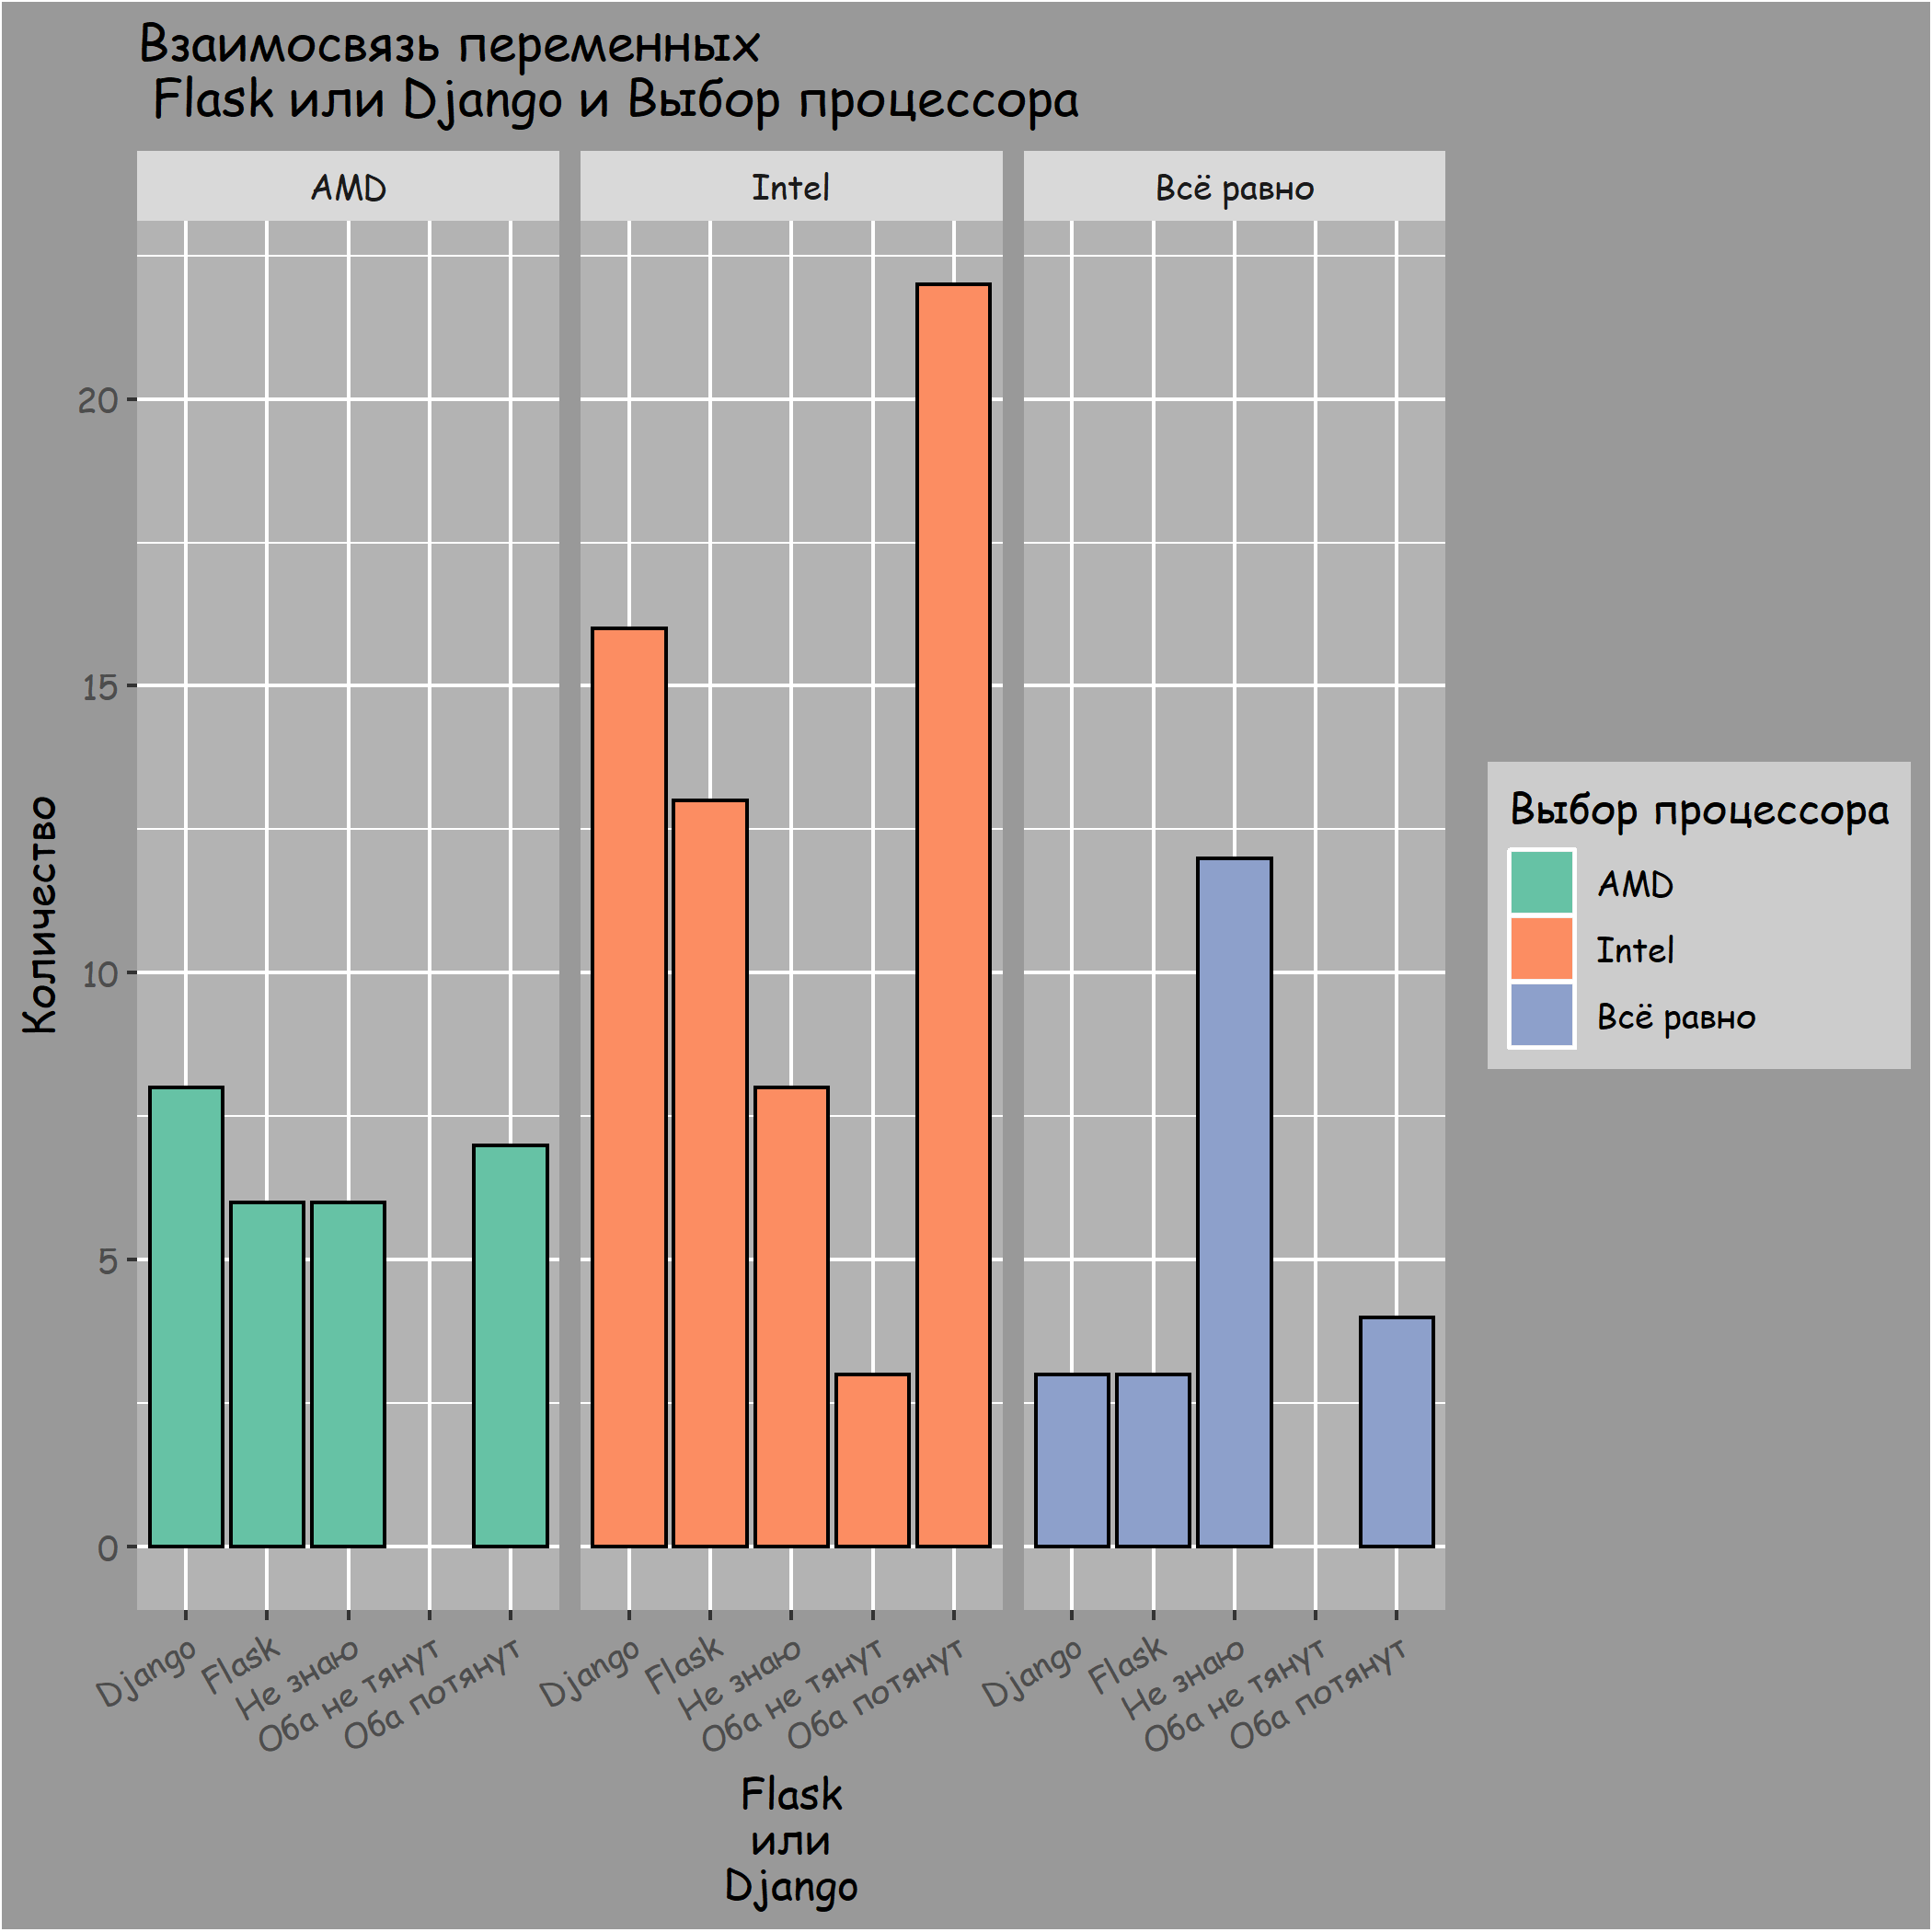 Взаимосвязь переменных
Flask или Django и Выбор процессора
AMD
Intel
Всё равно
Количество
20
15
10
5
0
Django
Flask
Не знаю
Оба не тянут
Оба потянут
Django
Flask
Не знаю
Оба не тянут
Оба потянут
Django
Flask
Не знаю
Оба не тянут
Оба потянут
Flask
или
Django
Выбор процессора
AMD
Intel
Всё равно